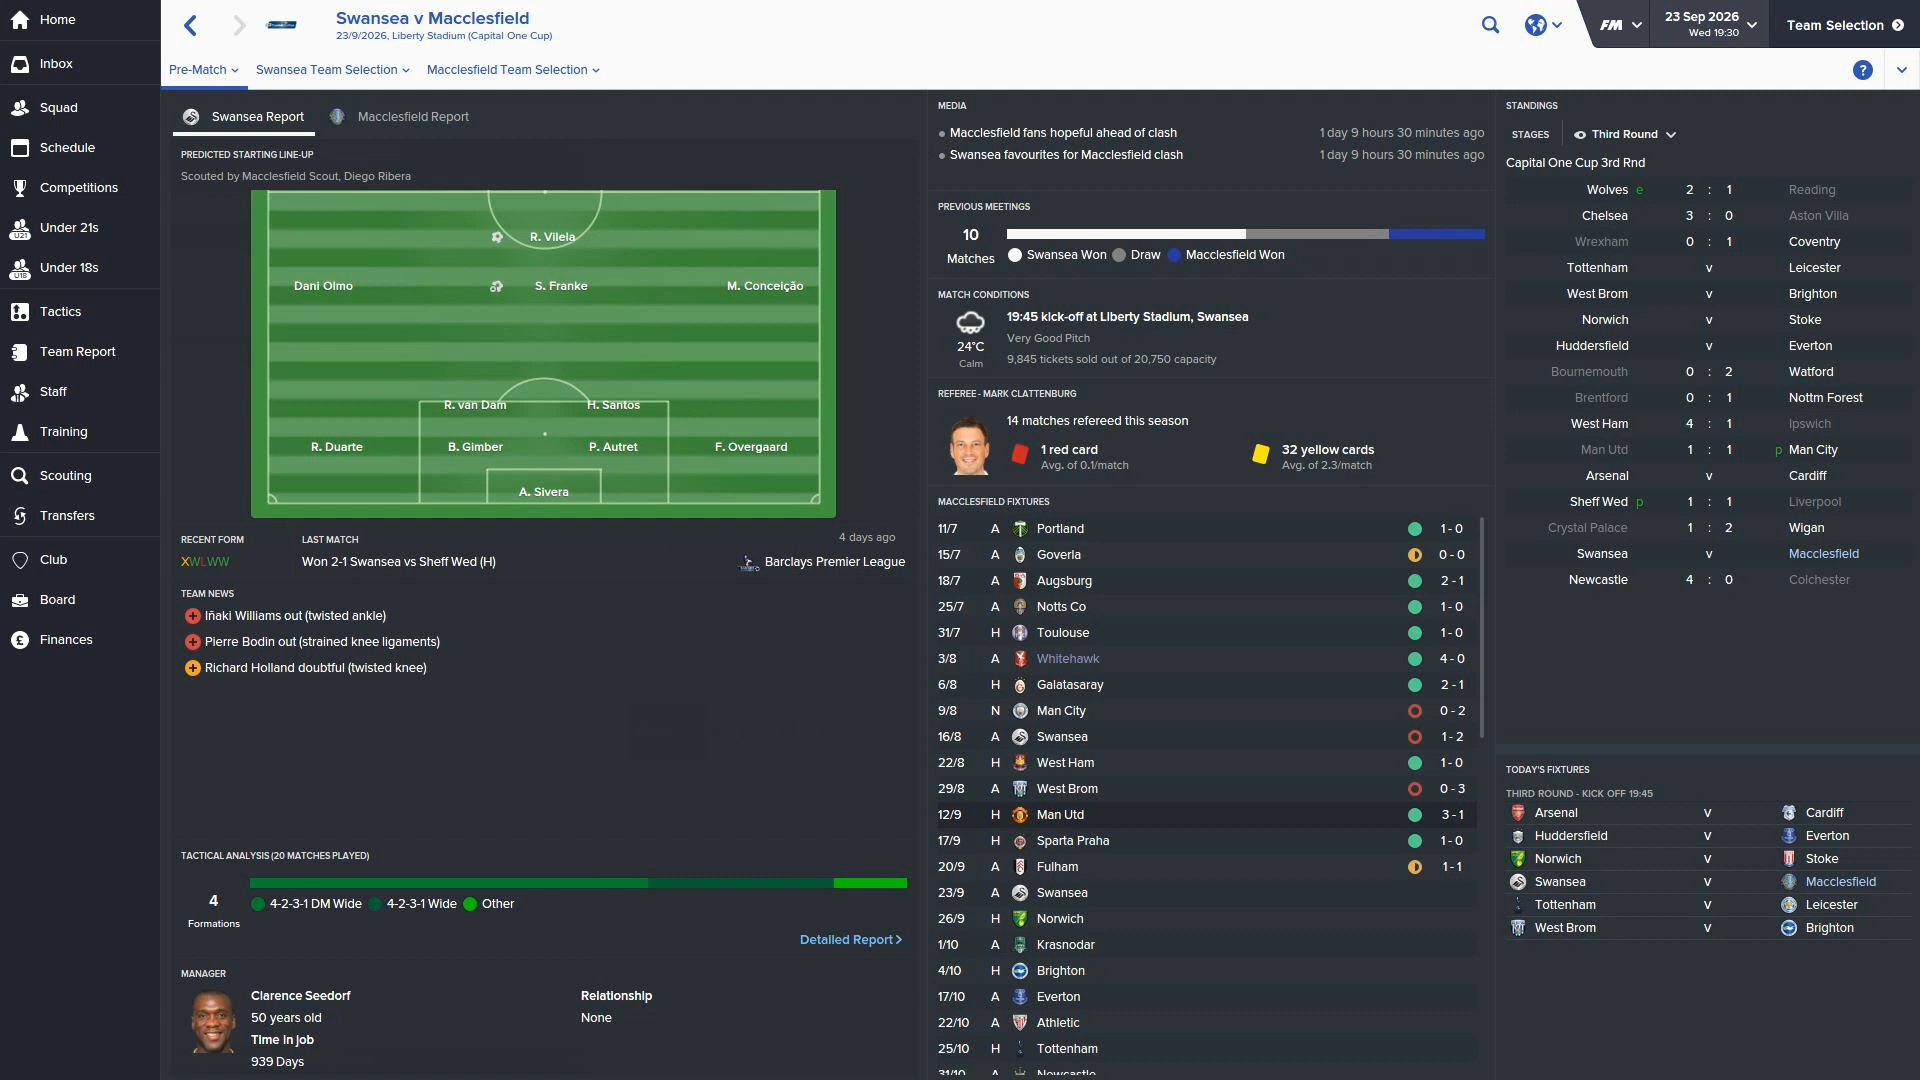 Home
Inbox
Squad
Schedule
Competitions
U21
Under 21s
U18
Under 18s
Tactics
Team Report
Staff
Training
Scouting
Transfers
Club
Board
Finances
Swansea v Macclesfield
23/9/2026, Liberty Stadium (Capital One Cup)
FM
23 Sep 2026
Wed 19:30
Team Selection
Pre-Match
Swansea Team Selection
Macclesfield Team Selection
?
Swansea Report
Macclesfield Report
PREDICTED STARTING LINE-UP
Scouted by Macclesfield Scout, Diego Ribera
R. Vilela
Dani Olmo S. Franke M. Conceição
R. van Dam H. Santos
R. Duarte B. Gimber P. Autret F. Overgaard
A. Sivera
RECENT FORM
XWLWW
LAST MATCH
4 days ago
Won 2-1 Swansea vs Sheff Wed (H)
Barclays Premier League
TEAM NEWS
Iñaki Williams out (twisted ankle)
Pierre Bodin out (strained knee ligaments)
Richard Holland doubtful (twisted knee)
TACTICAL ANALYSIS (20 MATCHES PLAYED)
4
Formations
4-2-3-1 DM Wide 4-2-3-1 Wide Other
Detailed Report >
MANAGER
Clarence Seedorf
50 years old
Time in job
939 Days
Relationship
None
MEDIA
Macclesfield fans hopeful ahead of clash 1 day 9 hours 30 minutes ago
Swansea favourites for Macclesfield clash 1 day 9 hours 30 minutes ago
PREVIOUS MEETINGS
10
Matches
Swansea Won Draw Macclesfield Won
MATCH CONDITIONS
24°C
Calm
19:45 kick-off at Liberty Stadium, Swansea
Very Good Pitch
9,845 tickets sold out of 20,750 capacity
REFEREE - MARK CLATTENBURG
14 matches refereed this season
1 red card
Avg. of 0.1/match
32 yellow cards
Avg. of 2.3/match
MACCLESFIELD FIXTURES
11/7 A Portland 1 - 0
15/7 A Goverla 0 - 0
18/7 A Augsburg 2 - 1
25/7 A Notts Co 1 - 0
31/7 H Toulouse 1 - 0
3/8 A Whitehawk 4 - 0
6/8 H Galatasaray 2 - 1
9/8 N Man City 0 - 2
16/8 A Swansea 1 - 2
22/8 H West Ham 1 - 0
29/8 A West Brom 0 - 3
12/9 H Man Utd 3 - 1
17/9 H Sparta Praha 1 - 0
20/9 A Fulham 1 - 1
23/9 A Swansea
26/9 H Norwich
1/10 A Krasnodar
4/10 H Brighton
17/10 A Everton
22/10 A Athletic
25/10 H Tottenham
31/10 A Newcastle
STANDINGS
STAGES Third Round
Capital One Cup 3rd Rnd
Wolves e 2 : 1 Reading
Chelsea 3 : 0 Aston Villa
Wrexham 0 : 1 Coventry
Tottenham v Leicester
West Brom v Brighton
Norwich v Stoke
Huddersfield v Everton
Bournemouth 0 : 2 Watford
Brentford 0 : 1 Nottm Forest
West Ham 4 : 1 Ipswich
Man Utd 1 : 1 p Man City
Arsenal v Cardiff
Sheff Wed p 1 : 1 Liverpool
Crystal Palace 1 : 2 Wigan
Swansea v Macclesfield
Newcastle 4 : 0 Colchester
TODAY'S FIXTURES
THIRD ROUND - KICK OFF 19:45
Arsenal v Cardiff
Huddersfield v Everton
Norwich v Stoke
Swansea v Macclesfield
Tottenham v Leicester
West Brom v Brighton